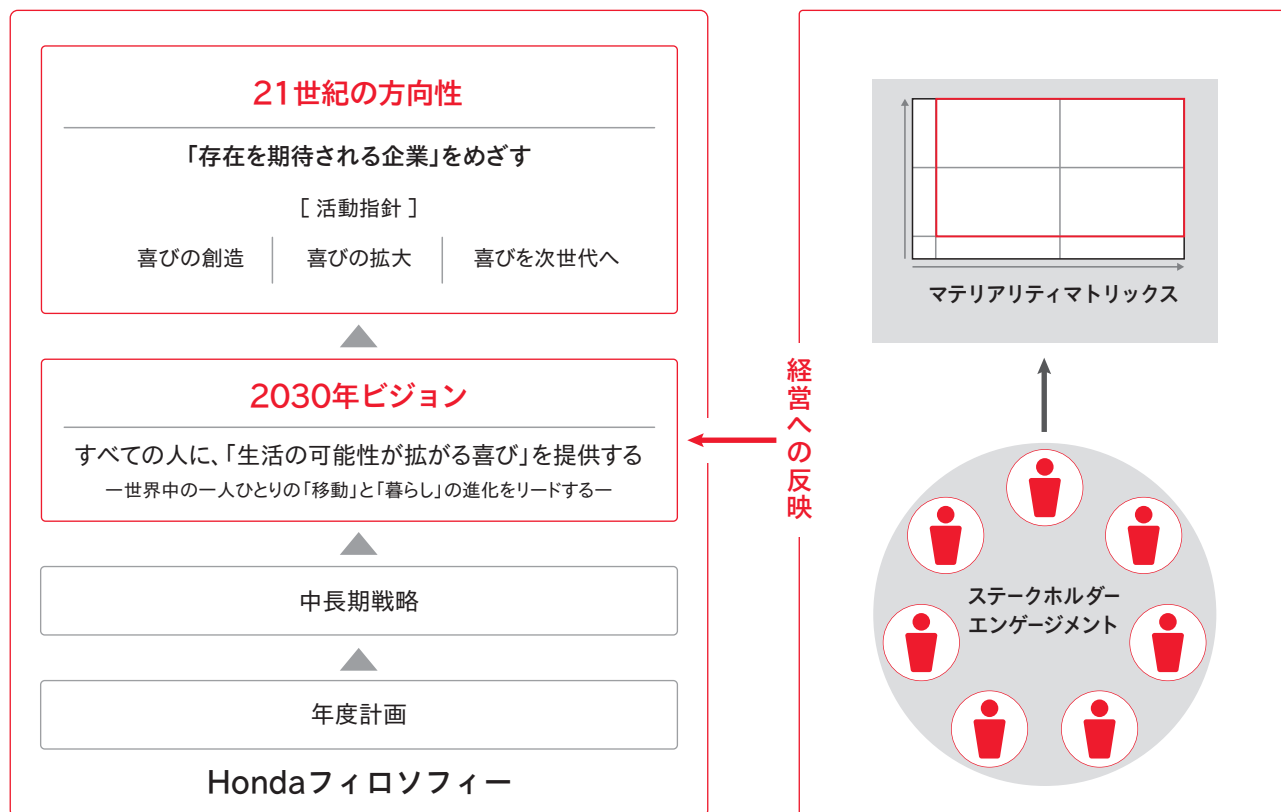 21世紀の方向性
「存在を期待される企業」をめざす
[ 活動指針 ]
喜びの創造
喜びの拡大
喜びを次世代へ
2030年ビジョン
すべての人に、「生活の可能性が拡がる喜び」を提供する
ー世界中の一人ひとりの「移動」と「暮らし」の進化をリードするー
中長期戦略
年度計画
Hondaフィロソフィー
経営への反映
マテリアリティマトリックス
ステークホルダー
エンゲージメント